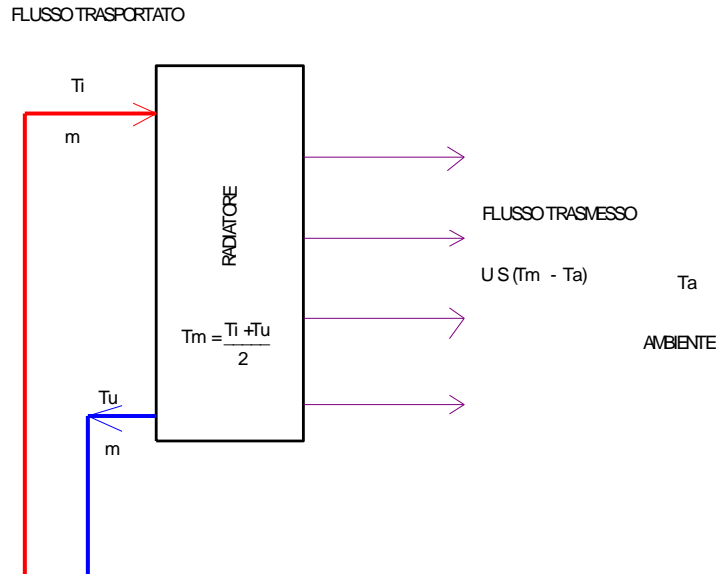 FLUSSO TRASPORTATO
Ti
m
RADIATORE
FLUSSO TRASMESSO
U S (Tm - Ta)
Ta
Tm = Ti +Tu
2
AMBIENTE
Tu
m